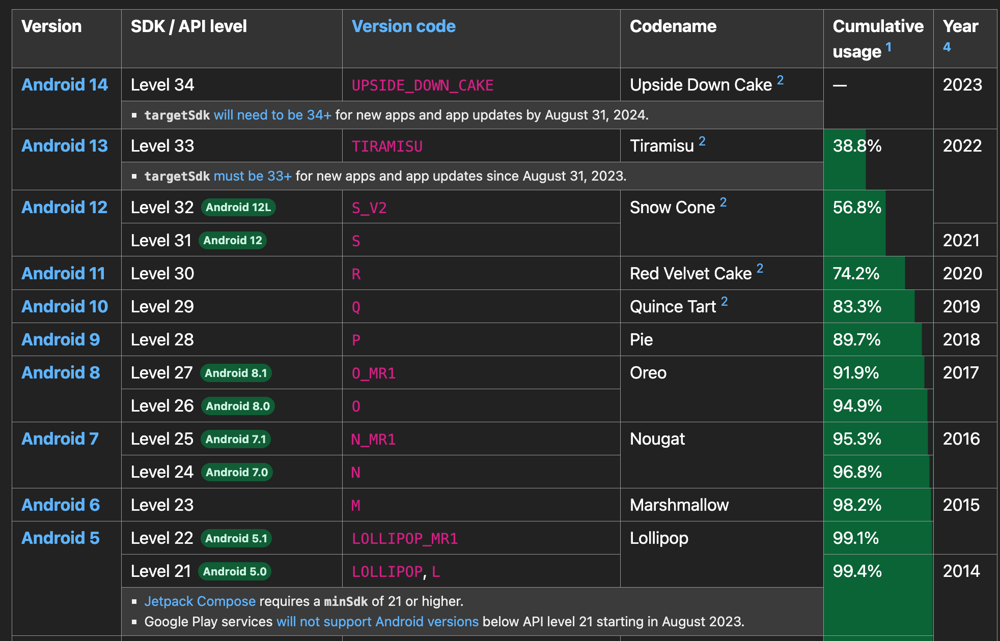 Version SDK / API level Version code Codename Cumulative usage 1 Year 4
Android 14 Level 34 UPSIDE_DOWN_CAKE Upside Down Cake 2 — 2023
▪ targetSdk will need to be 34+ for new apps and app updates by August 31, 2024.
Android 13 Level 33 TIRAMISU Tiramisu 2 38.8% 2022
▪ targetSdk must be 33+ for new apps and app updates since August 31, 2023.
Android 12 Level 32 Android 12L S_V2 Snow Cone 2 56.8%
Level 31 Android 12 S 2021
Android 11 Level 30 R Red Velvet Cake 2 74.2% 2020
Android 10 Level 29 Q Quince Tart 2 83.3% 2019
Android 9 Level 28 P Pie 89.7% 2018
Android 8 Level 27 Android 8.1 O_MR1 Oreo 91.9% 2017
Level 26 Android 8.0 O 94.9%
Android 7 Level 25 Android 7.1 N_MR1 Nougat 95.3% 2016
Level 24 Android 7.0 N 96.8%
Android 6 Level 23 M Marshmallow 98.2% 2015
Android 5 Level 22 Android 5.1 LOLLIPOP_MR1 Lollipop 99.1%
Level 21 Android 5.0 LOLLIPOP, L 99.4% 2014
▪ Jetpack Compose requires a minSdk of 21 or higher.
▪ Google Play services will not support Android versions below API level 21 starting in August 2023.